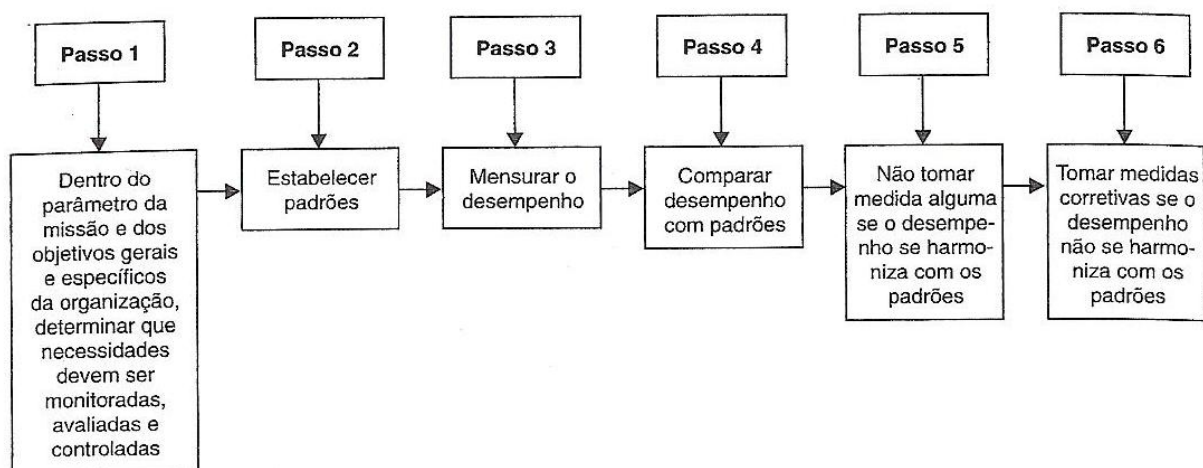 Passo 1
Passo 2
Passo 3
Passo 4
Passo 5
Passo 6
Dentro do
parâmetro da
missão e dos
objetivos gerais
e específicos
da organização,
determinar que
necessidades
devem ser
monitoradas,
avaliadas e
controladas
Estabelecer
padrões
Mensurar o
desempenho
Comparar
desempenho
com padrões
Não tomar
medida alguma
se o desempe-
nho se harmo-
niza com os
padrões
Tomar medidas
corretivas se o
desempenho
não se harmo-
niza com os
padrões